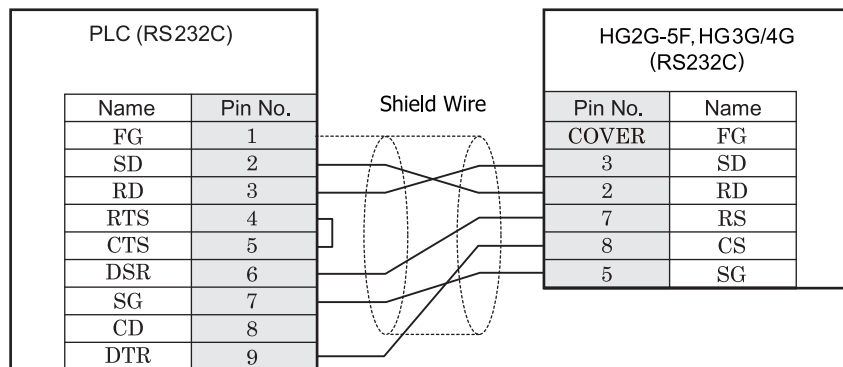 PLC (RS232C)
Name Pin No.
FG 1
SD 2
RD 3
RTS 4
CTS 5
DSR 6
SG 7
CD 8
DTR 9
Shield Wire
HG2G-5F, HG3G/4G
(RS232C)
Pin No. Name
COVER FG
3 SD
2 RD
7 RS
8 CS
5 SG